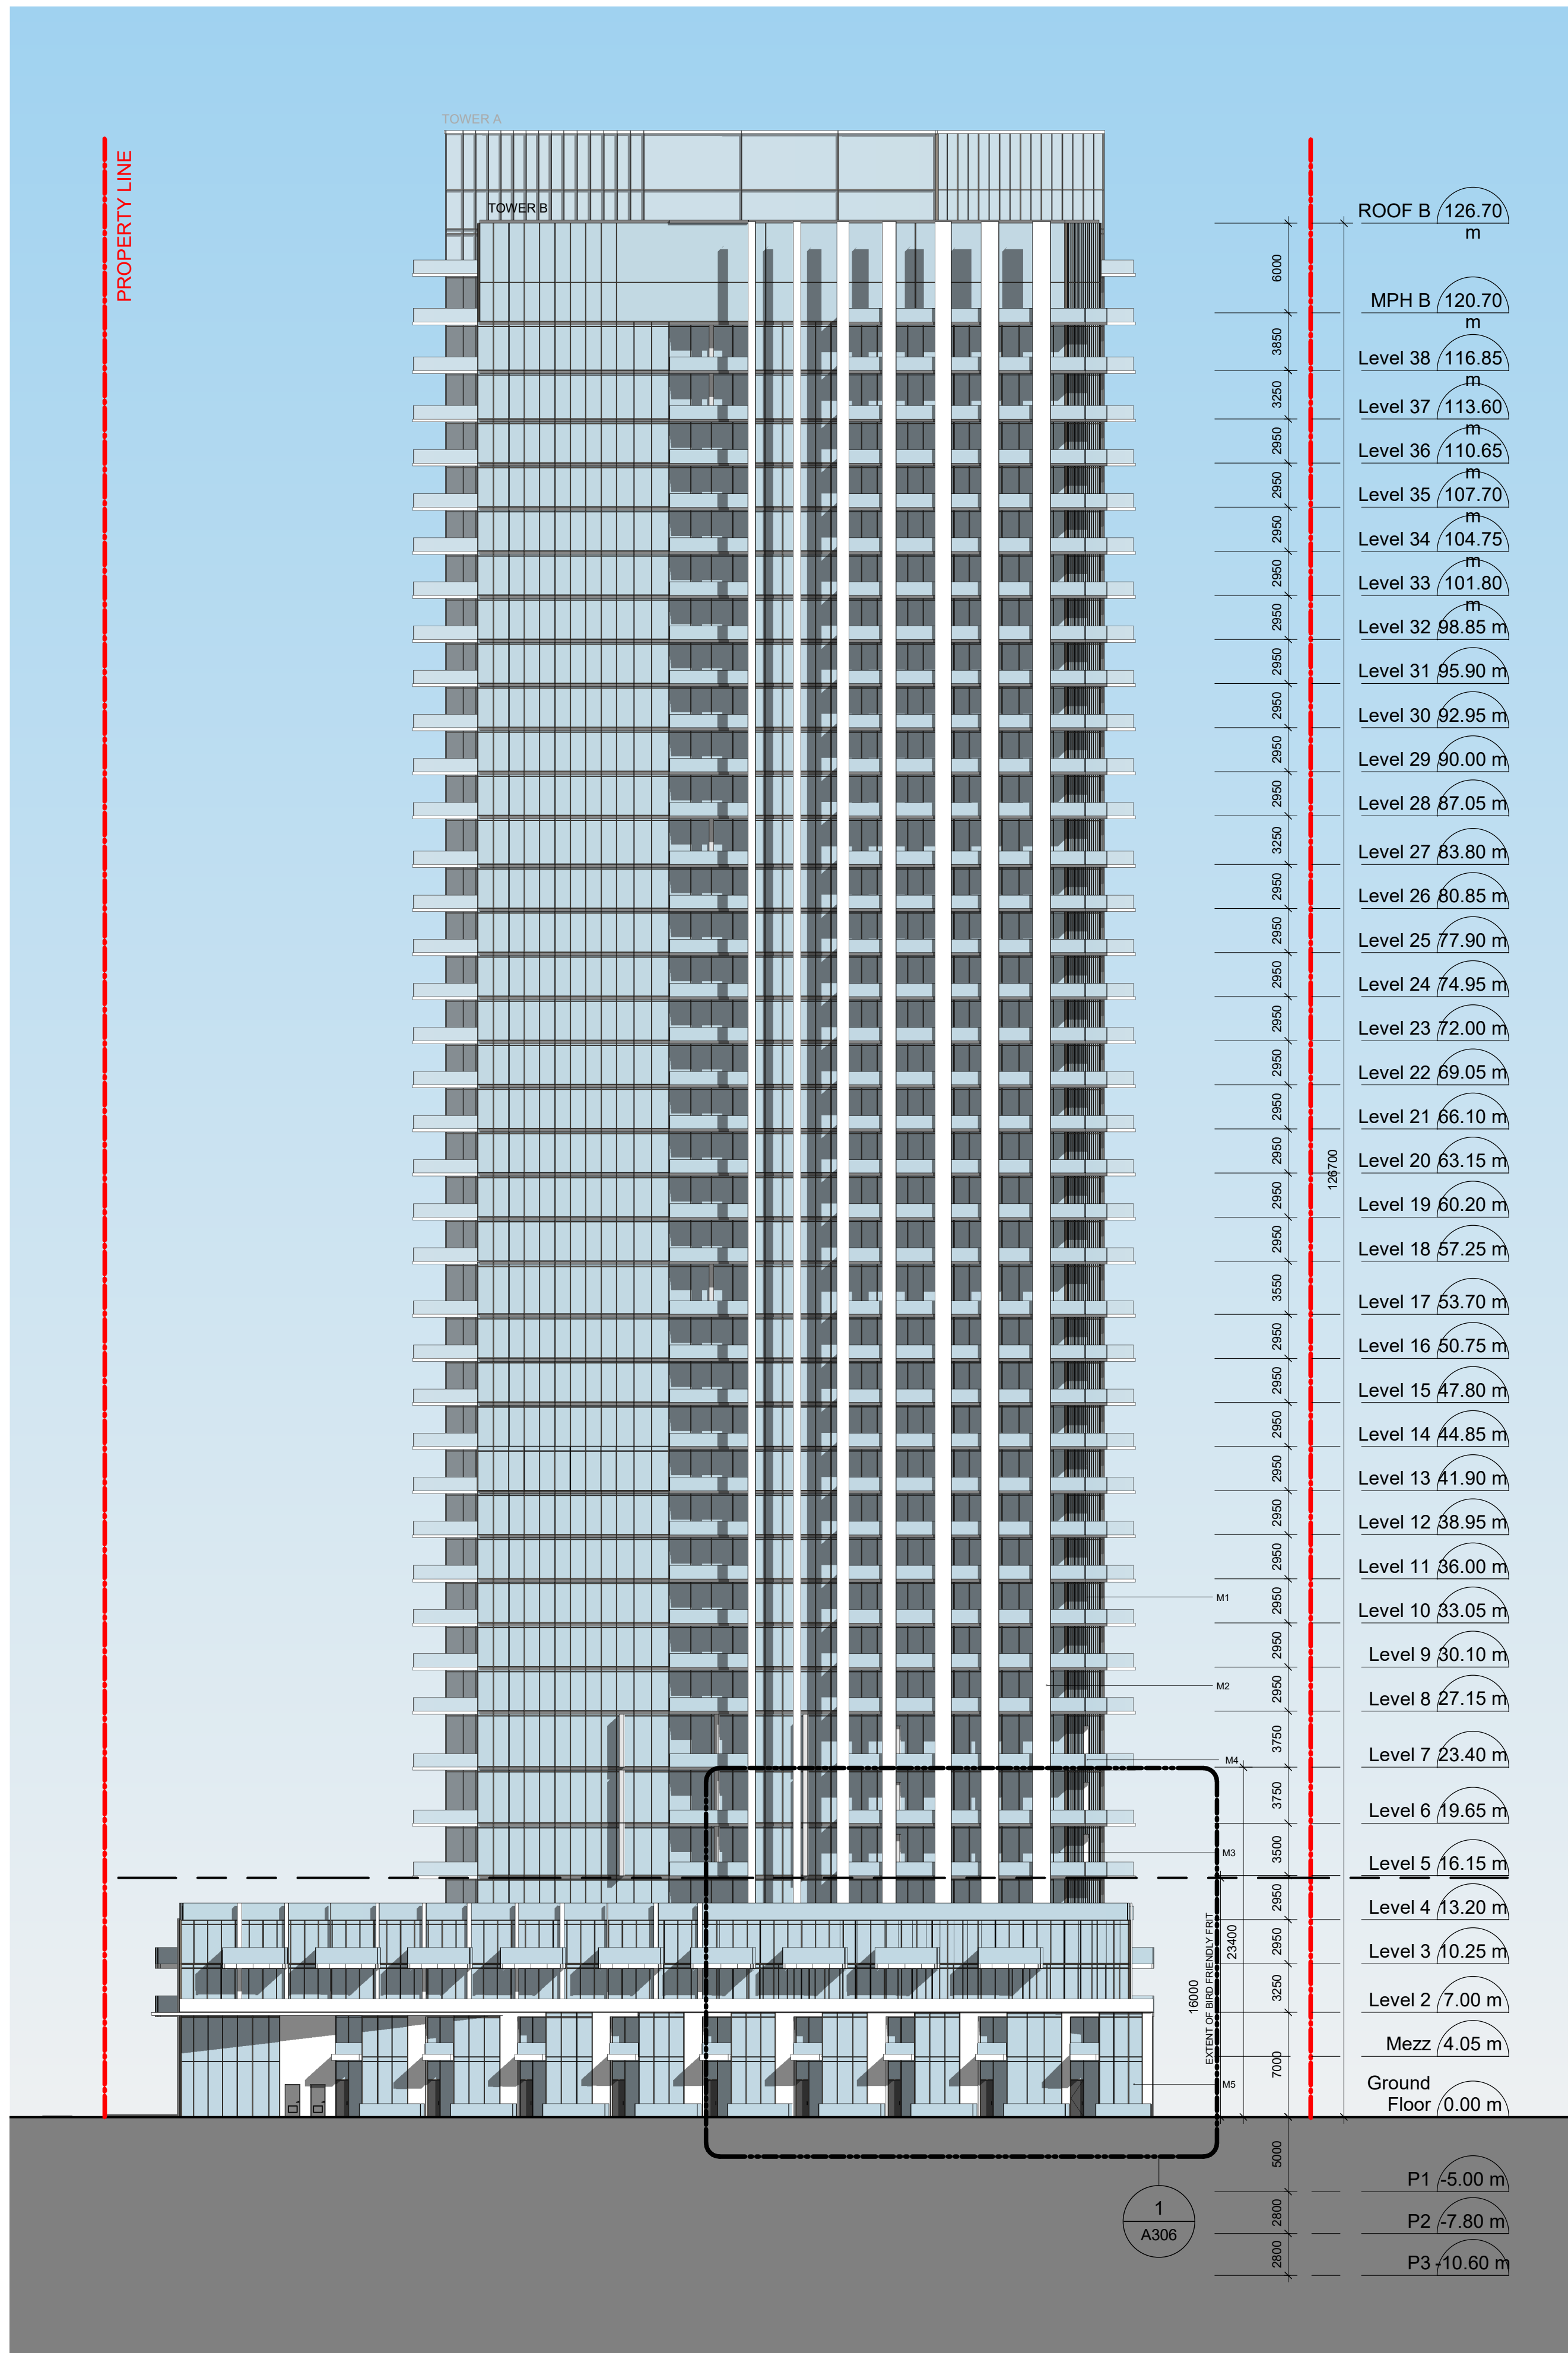 TOWER A
PROPERTY LINE
TOWER B
ROOF B 126.70 m
6000
MPH B 120.70 m
3850
Level 38 116.85 m
3250
Level 37 113.60 m
2950
Level 36 110.65 m
2950
Level 35 107.70 m
2950
Level 34 104.75 m
2950
Level 33 101.80 m
2950
Level 32 98.85 m
2950
Level 31 95.90 m
2950
Level 30 92.95 m
2950
Level 29 90.00 m
2950
Level 28 87.05 m
3250
Level 27 83.80 m
2950
Level 26 80.85 m
2950
Level 25 77.90 m
2950
Level 24 74.95 m
2950
Level 23 72.00 m
2950
Level 22 69.05 m
2950
Level 21 66.10 m
2950
126700
Level 20 63.15 m
2950
Level 19 60.20 m
2950
Level 18 57.25 m
3550
Level 17 53.70 m
2950
Level 16 50.75 m
2950
Level 15 47.80 m
2950
Level 14 44.85 m
2950
Level 13 41.90 m
2950
Level 12 38.95 m
2950
Level 11 36.00 m
M1
2950
Level 10 33.05 m
2950
Level 9 30.10 m
M2
2950
Level 8 27.15 m
3750
Level 7 23.40 m
M4
3750
Level 6 19.65 m
M3
3500
Level 5 16.15 m
2950
Level 4 13.20 m
2950
23400
Level 3 10.25 m
16000
EXTENT OF BIRD FRIENDLY FRIT
3250
Level 2 7.00 m
Mezz 4.05 m
7000
M5
Ground
Floor 0.00 m
5000
P1 -5.00 m
2800
P2 -7.80 m
2800
P3 -10.60 m
1
A306